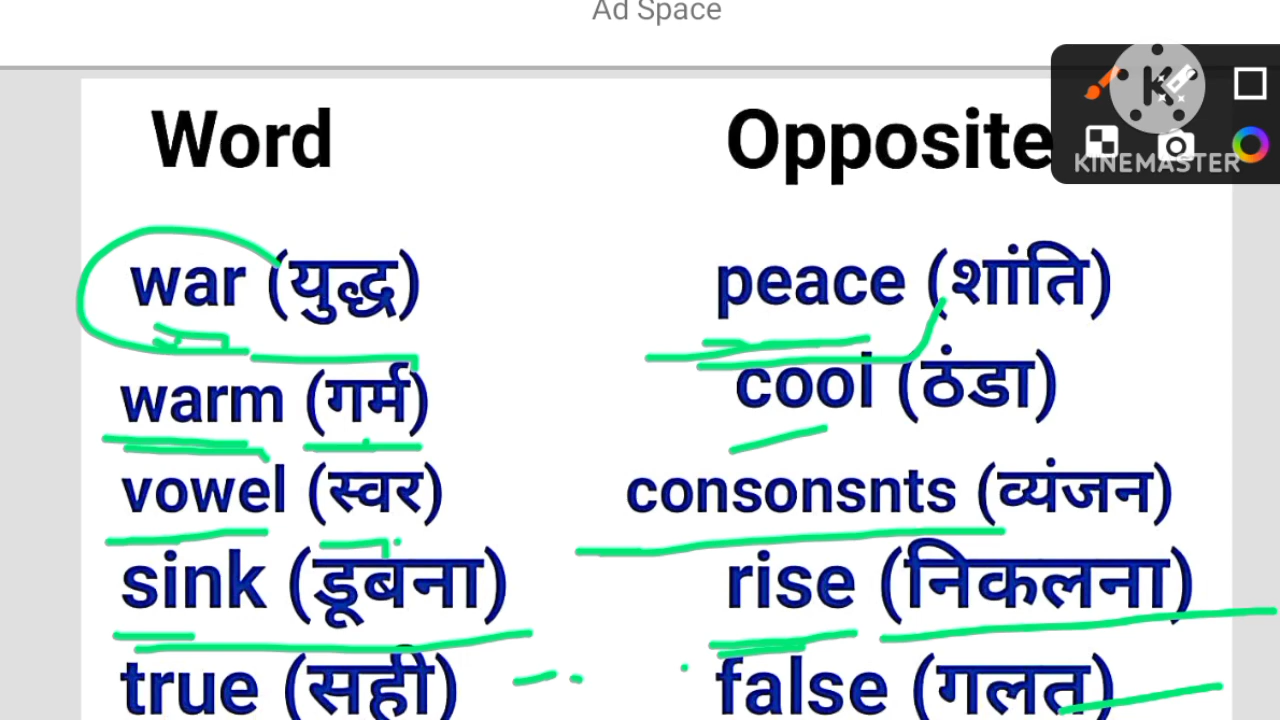 Ad Space
Word Opposite
KINEMASTER
war (युद्ध) peace (शांति)
warm (गर्म) cool (ठंडा)
vowel (स्वर) consonsnts (व्यंजन)
sink (डूबना) rise (निकलना)
true (सही) false (गलत)